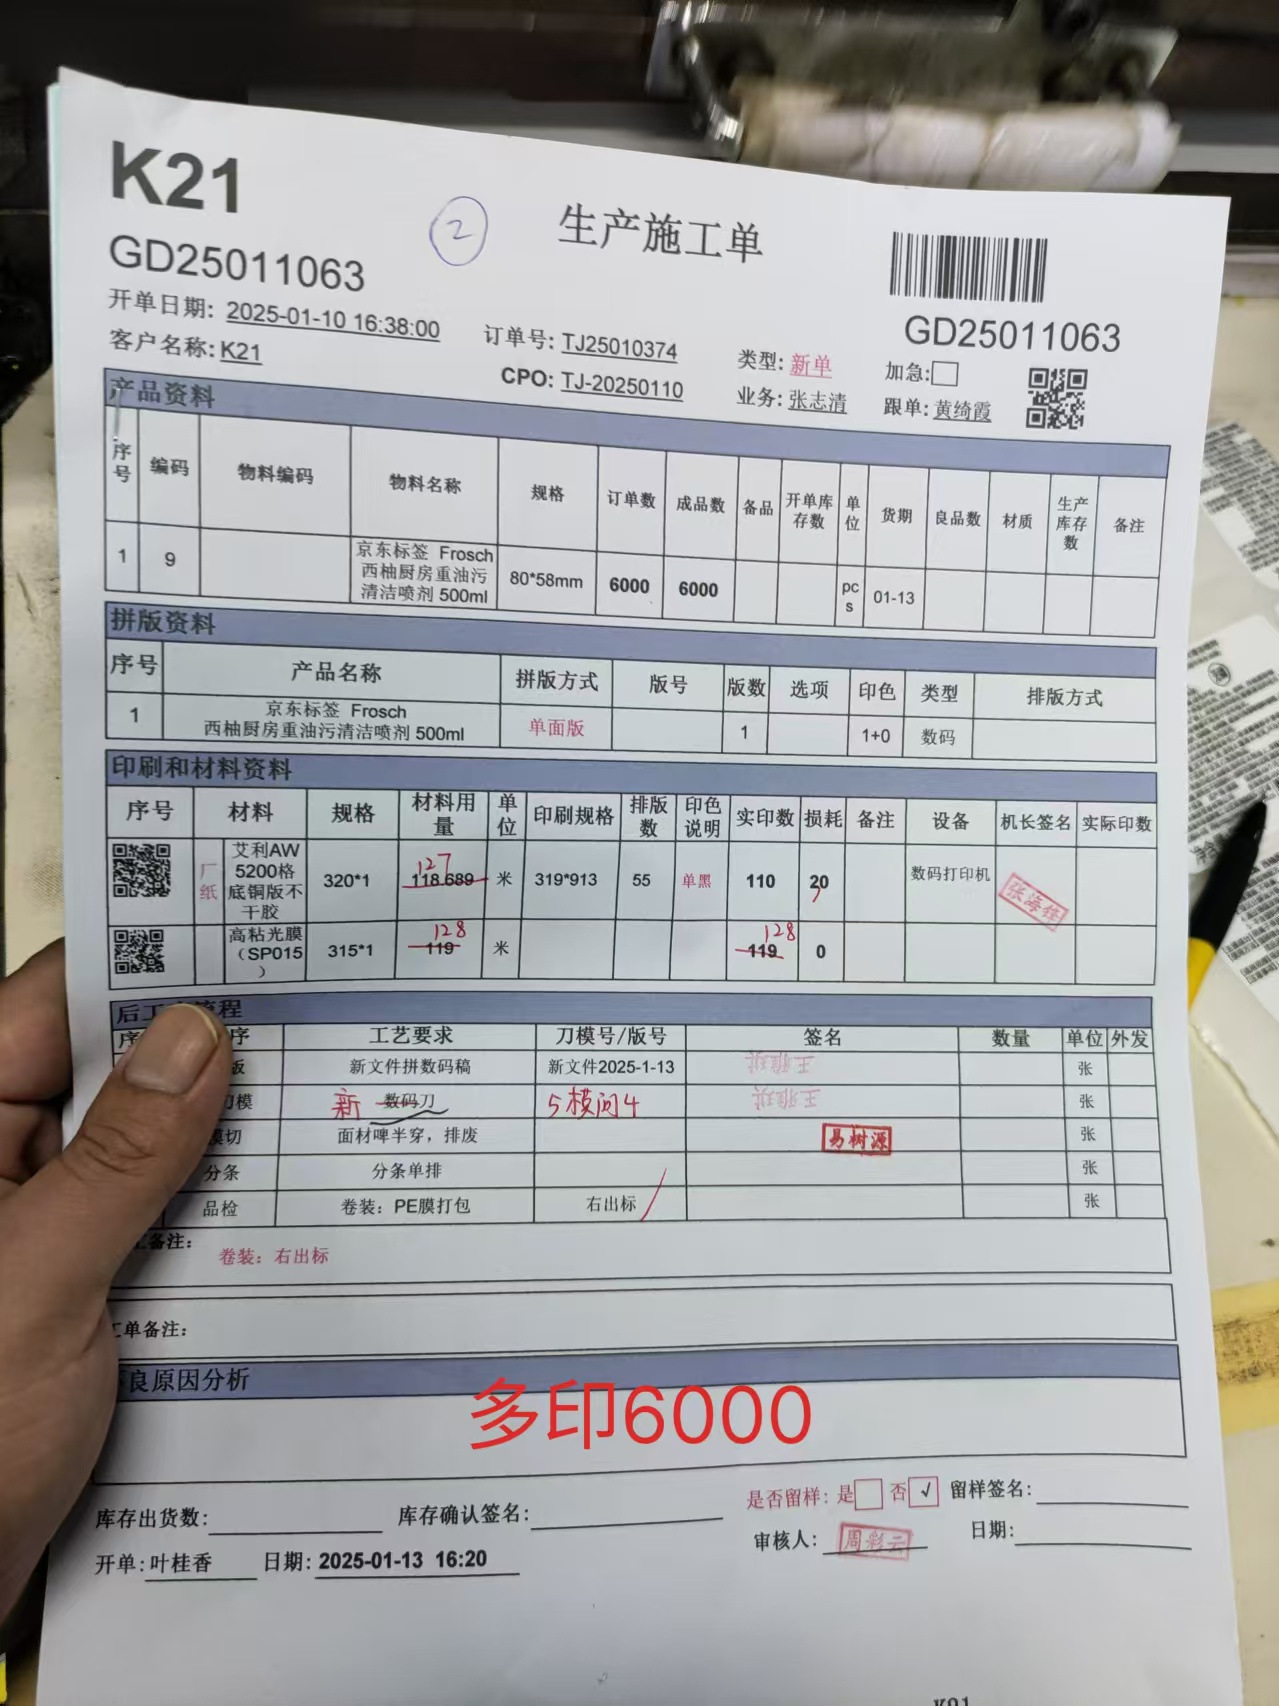 K21
②
生产施工单
GD25011063
GD25011063
开单日期: 2025-01-10 16:38:00
订单号: TJ25010374
类型: 新单
加急:
客户名称: K21
CPO: TJ-20250110
业务: 张志清
跟单: 黄绮霞
产品资料
序号 编码 物料编码 物料名称 规格 订单数 成品数 备品 开单库存数 单位 货期 良品数 材质 生产库存数 备注
1 9 京东标签 Frosch 西柚厨房重油污清洁喷剂 500ml 80*58mm 6000 6000 pcs 01-13
拼版资料
序号 产品名称 拼版方式 版号 版数 选项 印色 类型 排版方式
1 京东标签 Frosch 西柚厨房重油污清洁喷剂 500ml 单面版 1 1+0 数码
印刷和材料资料
序号 材料 规格 材料用量 单位 印刷规格 排版数 印色说明 实印数 损耗 备注 设备 机长签名 实际印数
厂纸 艾利AW5200格底铜版不干胶 320*1 127 118.689 米 319*913 55 单黑 110 20 数码打印机 张海锋
高粘光膜（SP015） 315*1 128 119 米 128 119 0
后工 流程
序 序 工艺要求 刀模号/版号 签名 数量 单位 外发
版 新文件拼数码稿 新文件2025-1-13 王雅琪 张
刀模 新 数码刀 5模间4 王雅琪 张
模切 面材啤半穿，排废 易树源 张
分条 分条单排 张
品检 卷装：PE膜打包 右出标 张
工备注：
卷装：右出标
工单备注：
不良原因分析
多印6000
库存出货数:
库存确认签名:
是否留样: 是 否 √ 留样签名:
审核人: 周彩云
日期:
开单: 叶桂香 日期: 2025-01-13 16:20
K21